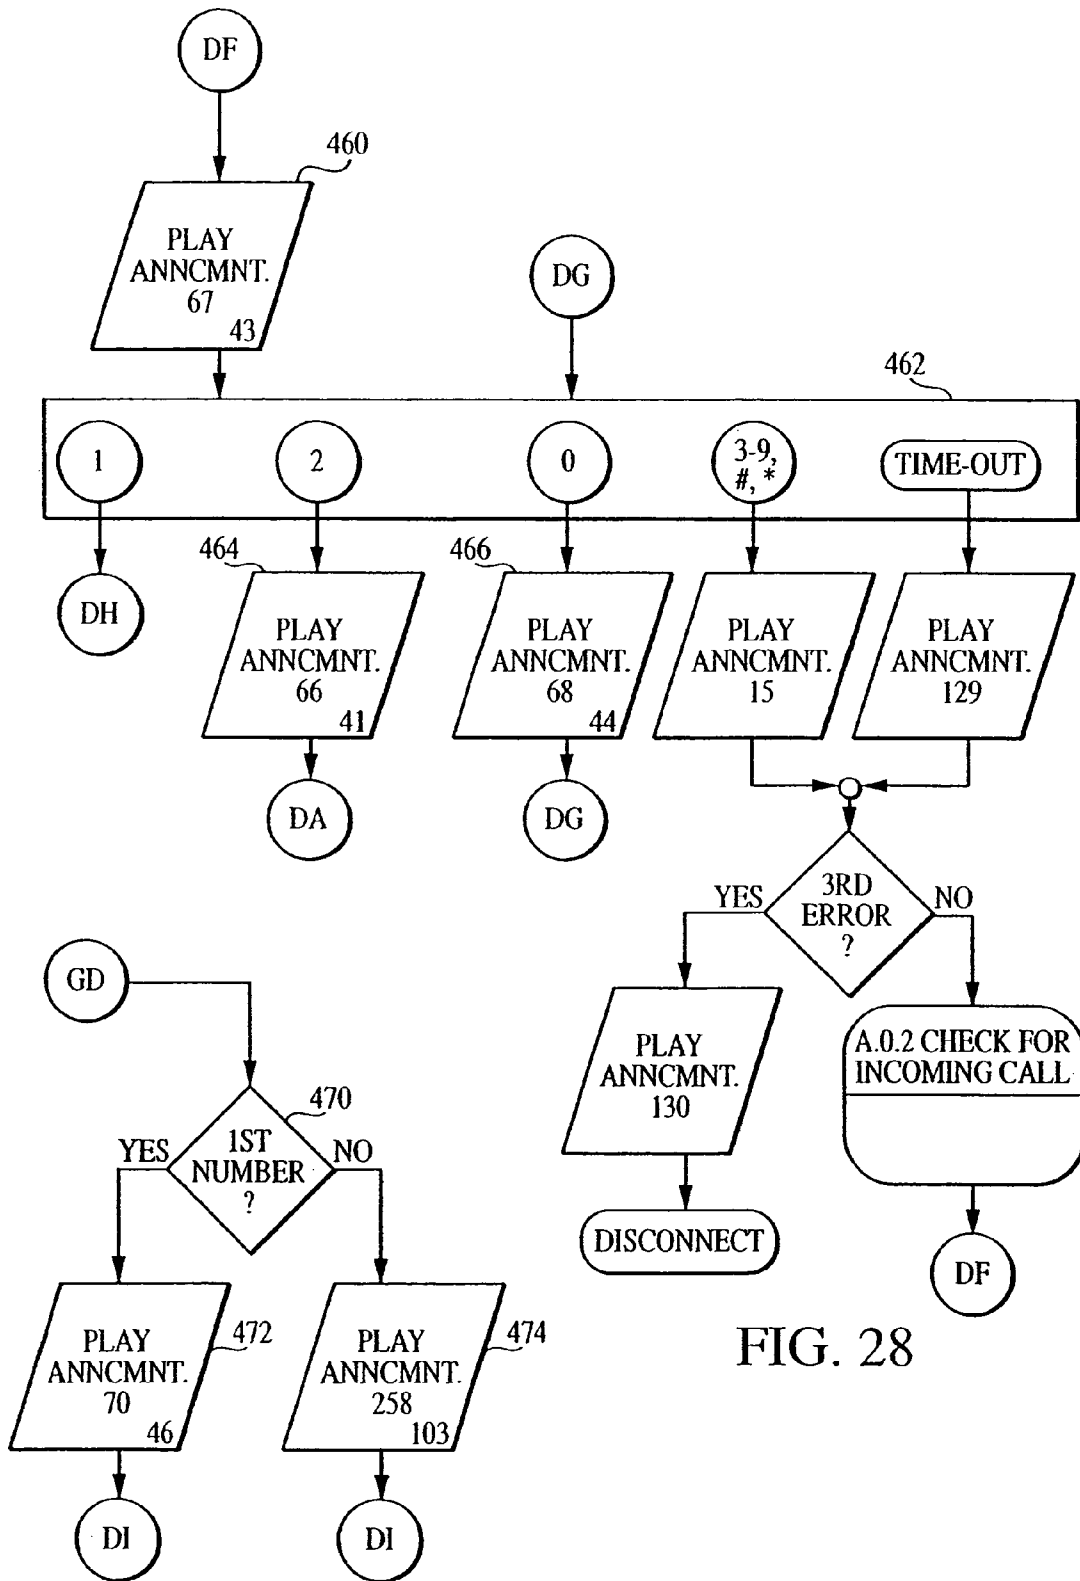 DF
460
PLAY
ANNCMNT.
67
43
DG
462
1
2
0
3-9,
#, *
TIME-OUT
DH
464
PLAY
ANNCMNT.
66
41
466
PLAY
ANNCMNT.
68
44
PLAY
ANNCMNT.
15
PLAY
ANNCMNT.
129
DA
DG
YES
3RD
ERROR
?
NO
GD
PLAY
ANNCMNT.
130
A.0.2 CHECK FOR
INCOMING CALL
470
YES
1ST
NUMBER
?
NO
DISCONNECT
DF
PLAY
ANNCMNT.
70
46
472
PLAY
ANNCMNT.
258
103
474
FIG. 28
DI
DI